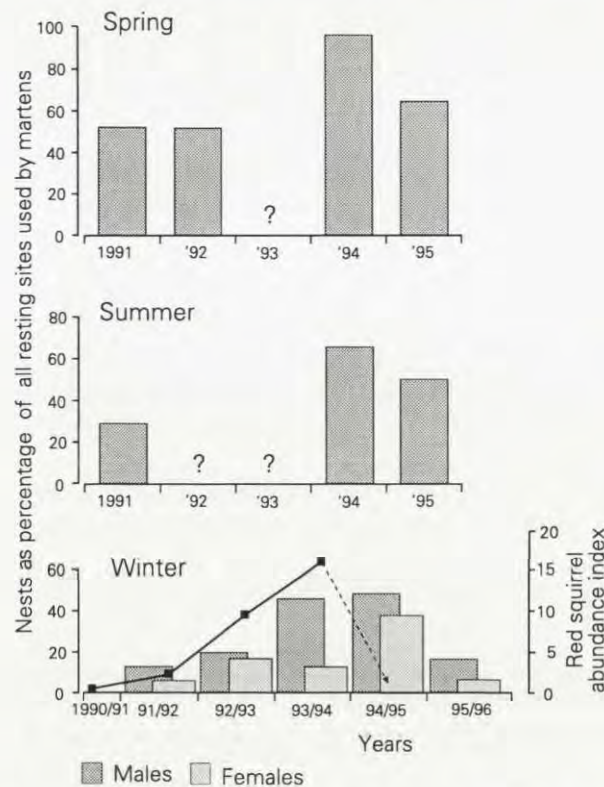 Nests as percentage of all resting sites used by martens
Spring
100
80
60
40
20
0
?
1991 '92 '93 '94 '95
Summer
80
60
40
20
0
? ?
1991 '92 '93 '94 '95
Winter
60
40
20
0
20
15
10
5
0
Red squirrel
abundance index
1990/91 91/92 92/93 93/94 94/95 95/96
Years
Males Females